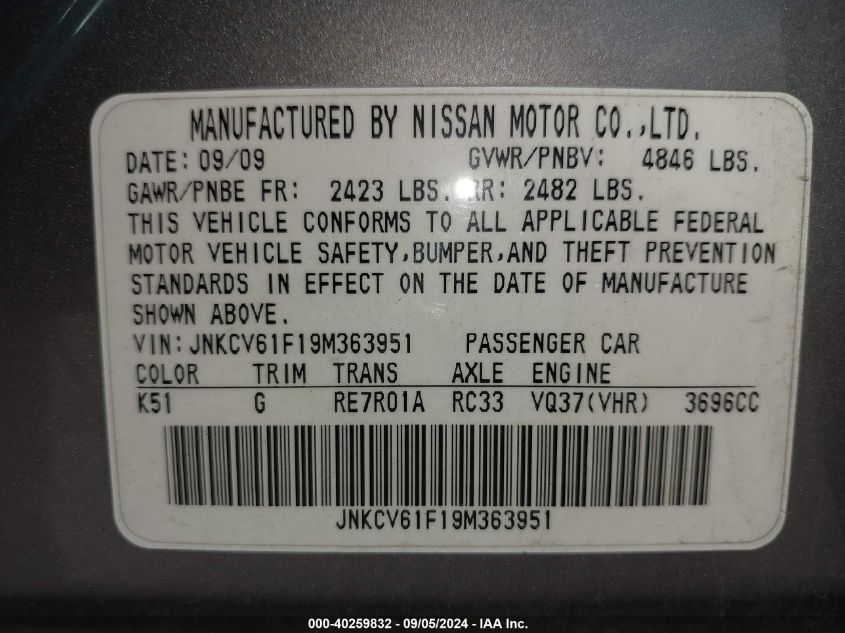 MANUFACTURED BY NISSAN MOTOR CO.,LTD.
DATE: 09/09 GVWR/PNBV: 4846 LBS.
GAWR/PNBE FR: 2423 LBS. RR: 2482 LBS.
THIS VEHICLE CONFORMS TO ALL APPLICABLE FEDERAL
MOTOR VEHICLE SAFETY,BUMPER,AND THEFT PREVENTION
STANDARDS IN EFFECT ON THE DATE OF MANUFACTURE
SHOWN ABOVE.
VIN:JNKCV61F19M363951 PASSENGER CAR
COLOR TRIM TRANS AXLE ENGINE
K51 G RE7R01A RC33 VQ37(VHR) 3696CC
JNKCV61F19M363951
000-40259832 - 09/05/2024 - IAA Inc.